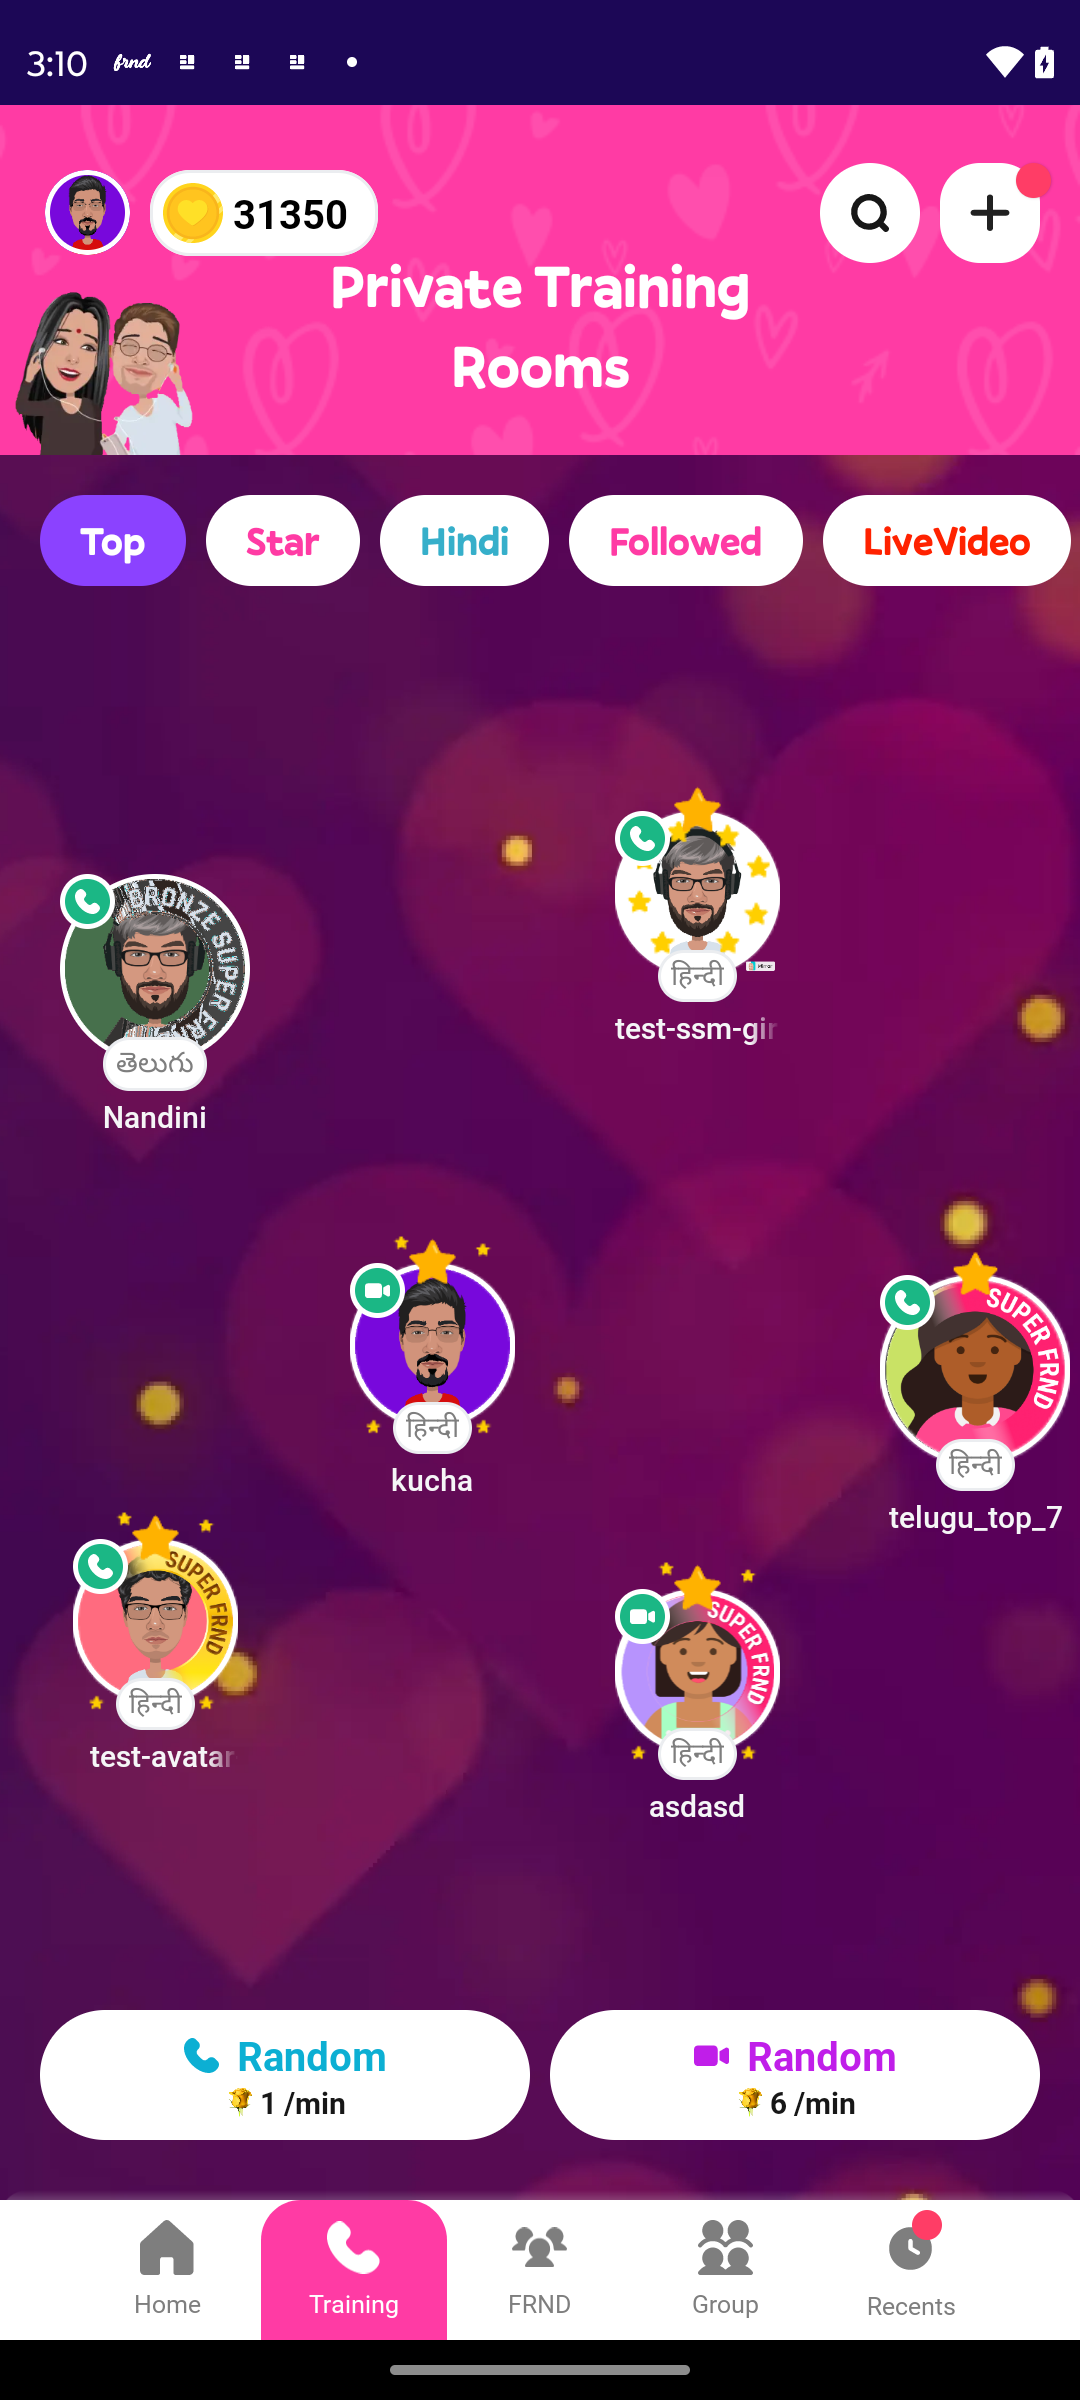 3:10 frnd
31350
Private Training
Rooms
Top Star Hindi Followed LiveVideo
हिन्दी
test-ssm-gir
BRONZE SUPER FR
తెలుగు
Nandini
हिन्दी
kucha
SUPER FRND
हिन्दी
telugu_top_7
SUPER FRND
हिन्दी
test-avatar
SUPER FRND
हिन्दी
asdasd
Random
1 /min
Random
6 /min
Home Training FRND Group Recents